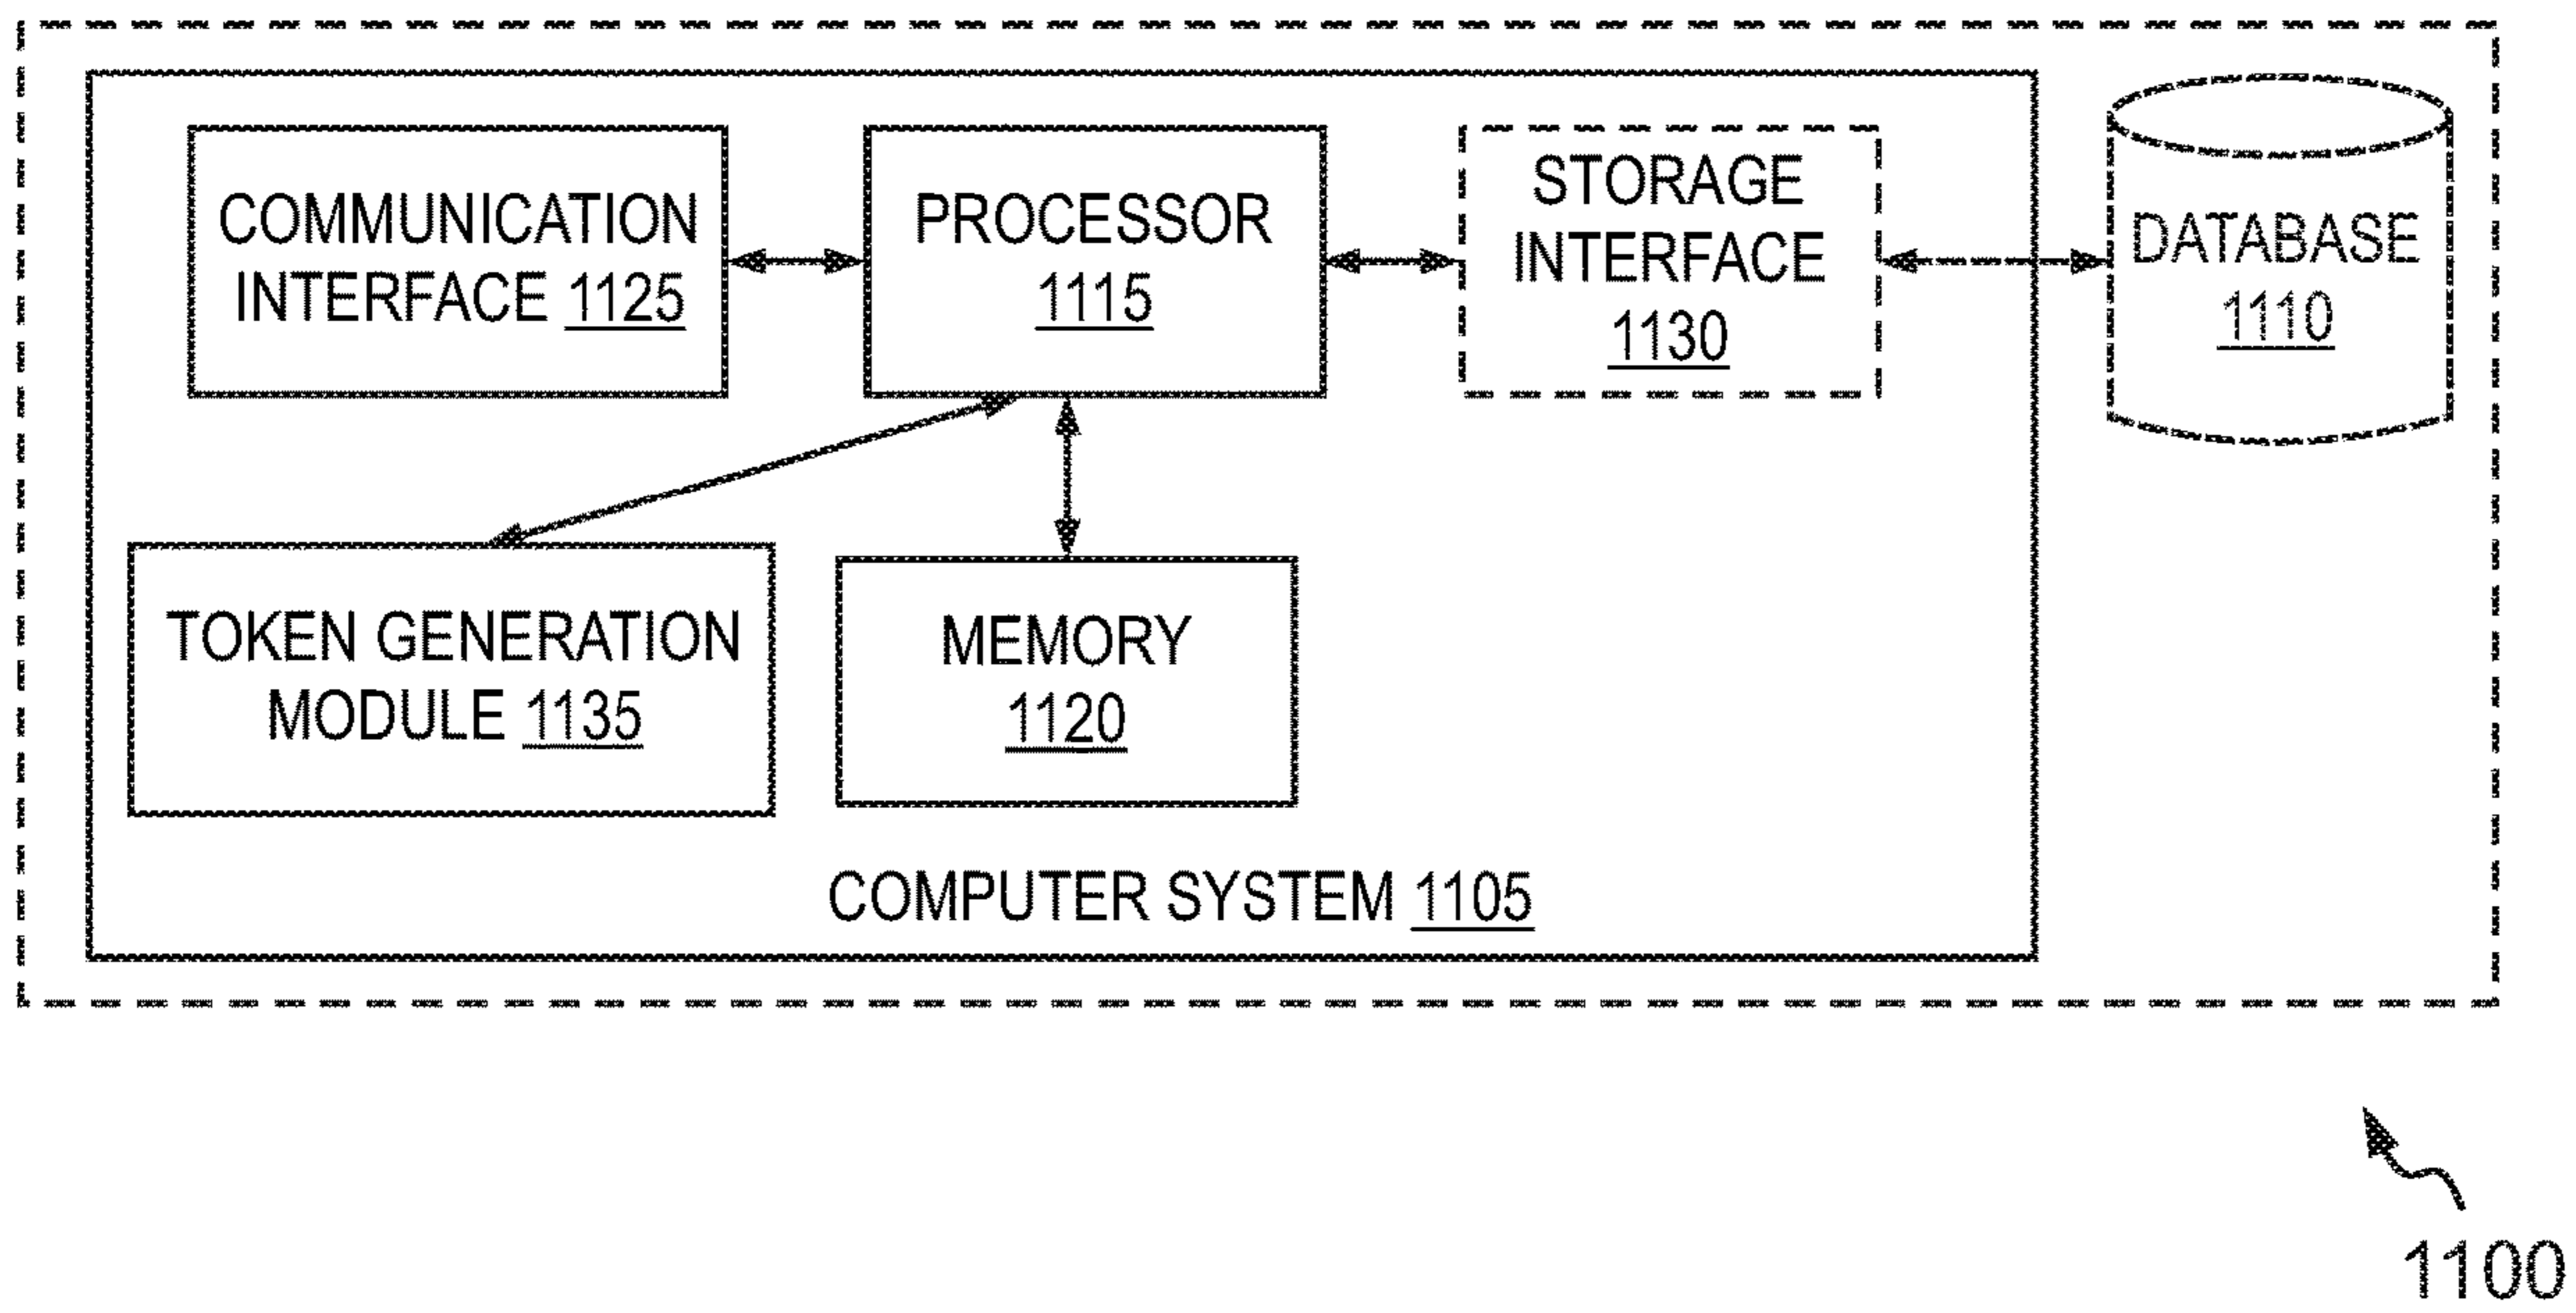 COMMUNICATION
INTERFACE 1125
PROCESSOR
1115
STORAGE
INTERFACE
1130
DATABASE
1110
TOKEN GENERATION
MODULE 1135
MEMORY
1120
COMPUTER SYSTEM 1105
1100